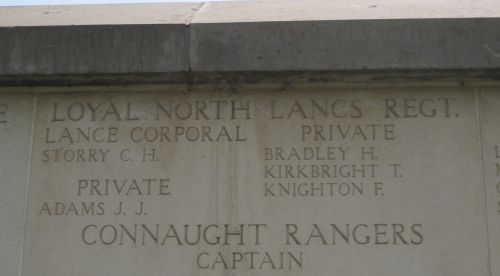 LOYAL NORTH LANCS REGT.
LANCE CORPORAL
STORRY C. H.
PRIVATE
ADAMS J. J.
PRIVATE
BRADLEY H.
KIRKBRIGHT T.
KNIGHTON F.
CONNAUGHT RANGERS
CAPTAIN